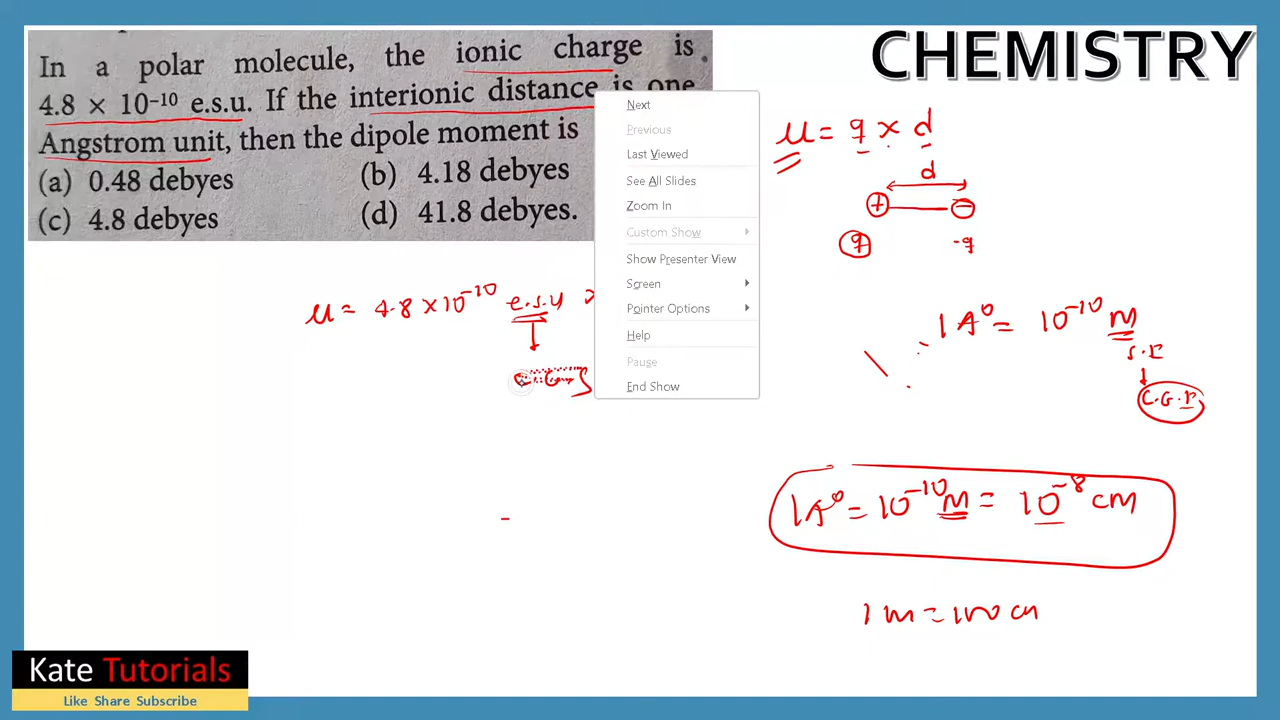 CHEMISTRY
In a polar molecule, the ionic charge is
4.8 × 10⁻¹⁰ e.s.u. If the interionic distance is one
Angstrom unit, then the dipole moment is
(a) 0.48 debyes (b) 4.18 debyes
(c) 4.8 debyes (d) 41.8 debyes.
Next
Previous
Last Viewed
See All Slides
Zoom In
Custom Show
Show Presenter View
Screen
Pointer Options
Help
Pause
End Show
μ = q × d
d
+ −
q -q
μ = 4.8 × 10⁻¹⁰ e.s.u ×
1 A° = 10⁻¹⁰ m
C.G.S
1 A° = 10⁻¹⁰ m = 10⁻⁸ cm
1 m = 100 cm
Kate Tutorials
Like Share Subscribe